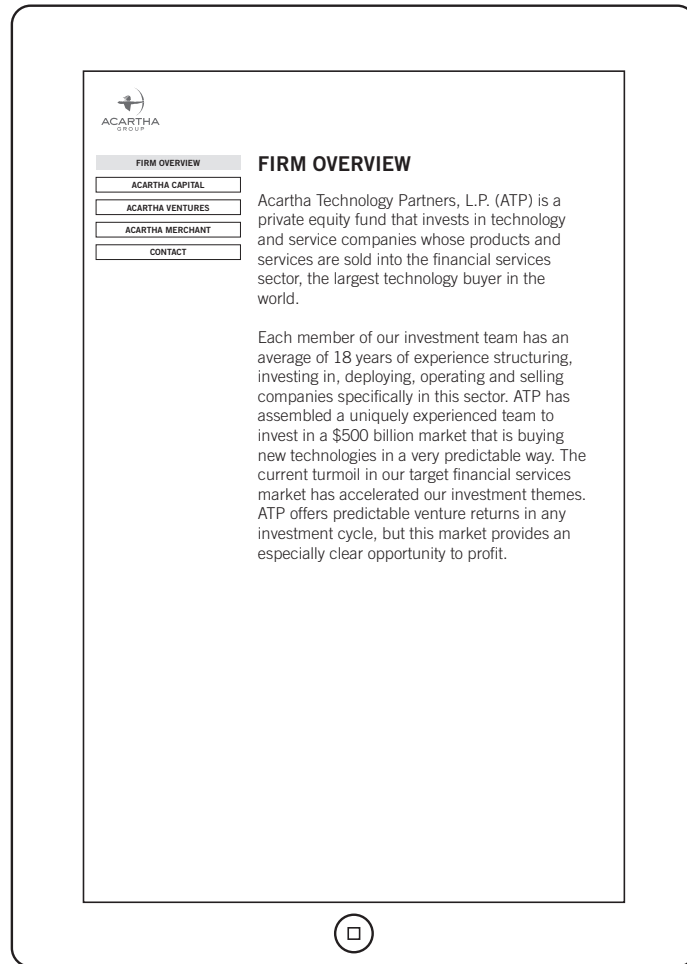 ACARTHA
GROUP
FIRM OVERVIEW
ACARTHA CAPITAL
ACARTHA VENTURES
ACARTHA MERCHANT
CONTACT
FIRM OVERVIEW
Acartha Technology Partners, L.P. (ATP) is a
private equity fund that invests in technology
and service companies whose products and
services are sold into the financial services
sector, the largest technology buyer in the
world.
Each member of our investment team has an
average of 18 years of experience structuring,
investing in, deploying, operating and selling
companies specifically in this sector. ATP has
assembled a uniquely experienced team to
invest in a $500 billion market that is buying
new technologies in a very predictable way. The
current turmoil in our target financial services
market has accelerated our investment themes.
ATP offers predictable venture returns in any
investment cycle, but this market provides an
especially clear opportunity to profit.